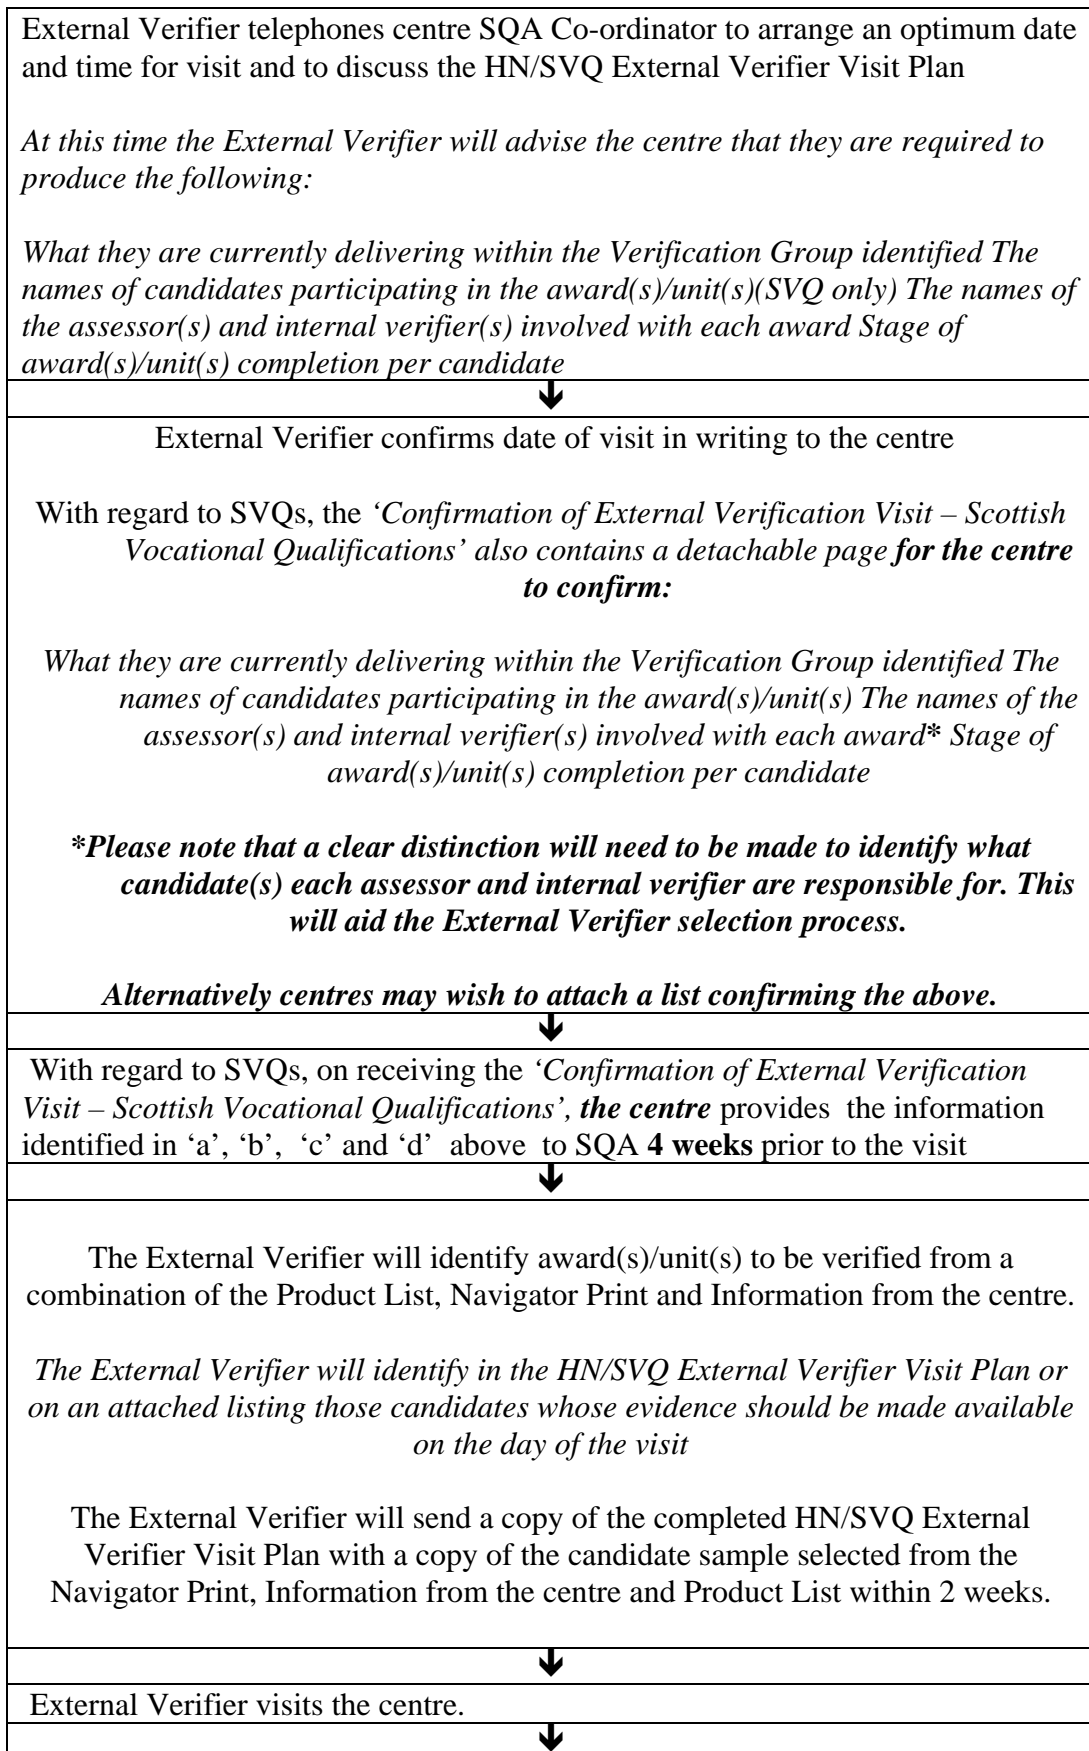 External Verifier telephones centre SQA Co-ordinator to arrange an optimum date
and time for visit and to discuss the HN/SVQ External Verifier Visit Plan
At this time the External Verifier will advise the centre that they are required to
produce the following:
What they are currently delivering within the Verification Group identified The
names of candidates participating in the award(s)/unit(s)(SVQ only) The names of
the assessor(s) and internal verifier(s) involved with each award Stage of
award(s)/unit(s) completion per candidate
External Verifier confirms date of visit in writing to the centre
With regard to SVQs, the ‘Confirmation of External Verification Visit – Scottish
Vocational Qualifications’ also contains a detachable page for the centre
to confirm:
What they are currently delivering within the Verification Group identified The
names of candidates participating in the award(s)/unit(s) The names of the
assessor(s) and internal verifier(s) involved with each award* Stage of
award(s)/unit(s) completion per candidate
*Please note that a clear distinction will need to be made to identify what
candidate(s) each assessor and internal verifier are responsible for. This
will aid the External Verifier selection process.
Alternatively centres may wish to attach a list confirming the above.
With regard to SVQs, on receiving the ‘Confirmation of External Verification
Visit – Scottish Vocational Qualifications’, the centre provides the information
identified in ‘a’, ‘b’, ‘c’ and ‘d’ above to SQA 4 weeks prior to the visit
The External Verifier will identify award(s)/unit(s) to be verified from a
combination of the Product List, Navigator Print and Information from the centre.
The External Verifier will identify in the HN/SVQ External Verifier Visit Plan or
on an attached listing those candidates whose evidence should be made available
on the day of the visit
The External Verifier will send a copy of the completed HN/SVQ External
Verifier Visit Plan with a copy of the candidate sample selected from the
Navigator Print, Information from the centre and Product List within 2 weeks.
External Verifier visits the centre.